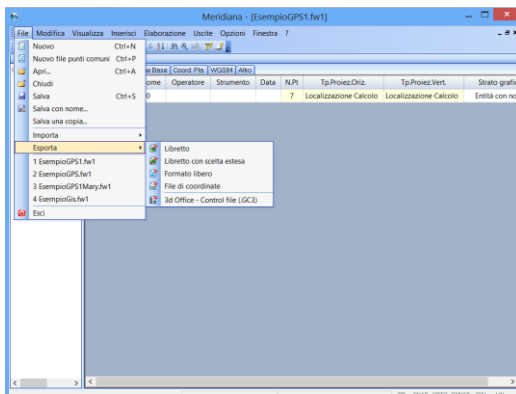 Meridiana - [EsempioGPS1.fw1]
File Modifica Visualizza Inserisci Elaborazione Uscite Opzioni Finestra ?
Nuovo Ctrl+N
Nuovo file punti comuni Ctrl+P
Apri... Ctrl+A
Chiudi
Salva Ctrl+S
Salva con nome...
Salva una copia...
Importa
Esporta
1 EsempioGPS1.fw1
2 EsempioGPS.fw1
3 EsempioGPS1Mary.fw1
4 EsempioGis.fw1
Esci
Base Coord. Pta. WGS84 Altro
ome Operatore Strumento Data N.Pt Tp.Proiez.Oriz. Tp.Proiez.Vert. Strato grafi
0 7 Localizzazione Calcolo Localizzazione Calcolo Entità con no
Libretto
Libretto con scelta estesa
Formato libero
File di coordinate
3d Office - Control file (.GC3)